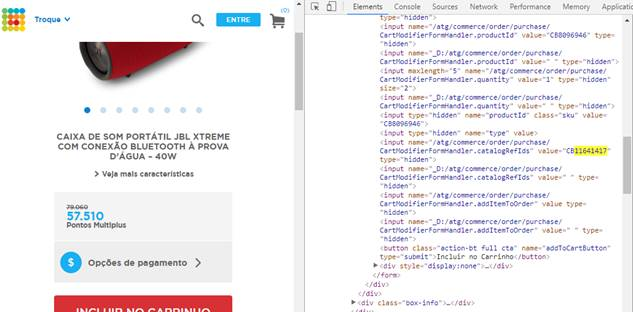 Troque
ENTRE
(0)
CAIXA DE SOM PORTÁTIL JBL XTREME
COM CONEXÃO BLUETOOTH À PROVA
D'ÁGUA - 40W
Veja mais características
79.060
57.510
Pontos Multiplus
$ Opções de pagamento
INCLUIR NO CARRINHO
Elements Console Sources Network Performance Memory Applicatio
type="hidden">
<input name="/atg/commerce/order/purchase/
CartModifierFormHandler.productId" value="CB8096946" type=
"hidden">
<input name="_D:/atg/commerce/order/purchase/
CartModifierFormHandler.productId" value=" " type="hidden">
<input maxlength="5" name="/atg/commerce/order/purchase/
CartModifierFormHandler.quantity" value="1" type="hidden"
size="2">
<input name="_D:/atg/commerce/order/purchase/
CartModifierFormHandler.quantity" value=" " type="hidden">
<input type="hidden" name="productId" class="sku" value=
"CB8096946">
<input type="hidden" name="type" value>
<input name="/atg/commerce/order/purchase/
CartModifierFormHandler.catalogRefIds" value="CB11641417"
type="hidden">
<input name="_D:/atg/commerce/order/purchase/
CartModifierFormHandler.catalogRefIds" value=" " type=
"hidden">
<input name="/atg/commerce/order/purchase/
CartModifierFormHandler.addItemToOrder" value type=
"hidden">
<input name="_D:/atg/commerce/order/purchase/
CartModifierFormHandler.addItemToOrder" value=" " type=
"hidden">
<button class="action-bt full cta" name="addToCartButton"
type="submit">Incluir no Carrinho</button>
<div style="display:none">…</div>
</form>
</div>
</div>
<div class="box-info">…</div>
</div>